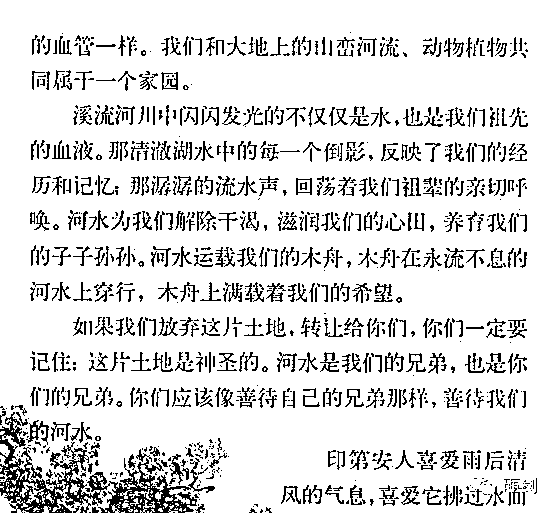 的血管一样。我们和大地上的山峦河流、动物植物共
同属于一个家园。
溪流河川中闪闪发光的不仅仅是水,也是我们祖先
的血液。那清澈湖水中的每一个倒影,反映了我们的经
历和记忆;那潺潺的流水声,回荡着我们祖辈的亲切呼
唤。河水为我们解除干渴,滋润我们的心田,养育我们
的子子孙孙。河水运载我们的木舟,木舟在永流不息的
河水上穿行,木舟上满载着我们的希望。
如果我们放弃这片土地,转让给你们,你们一定要
记住:这片土地是神圣的。河水是我们的兄弟,也是你
们的兄弟。你们应该像善待自己的兄弟那样,善待我们
的河水。
印第安人喜爱雨后清
风的气息,喜爱它拂过水面